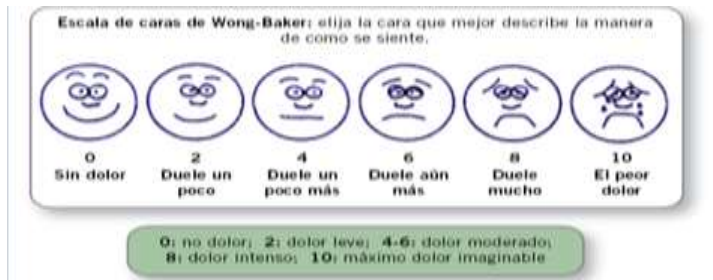 Escala de caras de Wong-Baker: elija la cara que mejor describe la manera
de como se siente.
0 2 4 6 8 10
Sin dolor Duele un Duele un Duele aún Duele El peor
poco poco más más mucho dolor
0: no dolor; 2: dolor leve; 4-6: dolor moderado;
8: dolor intenso; 10: máximo dolor imaginable